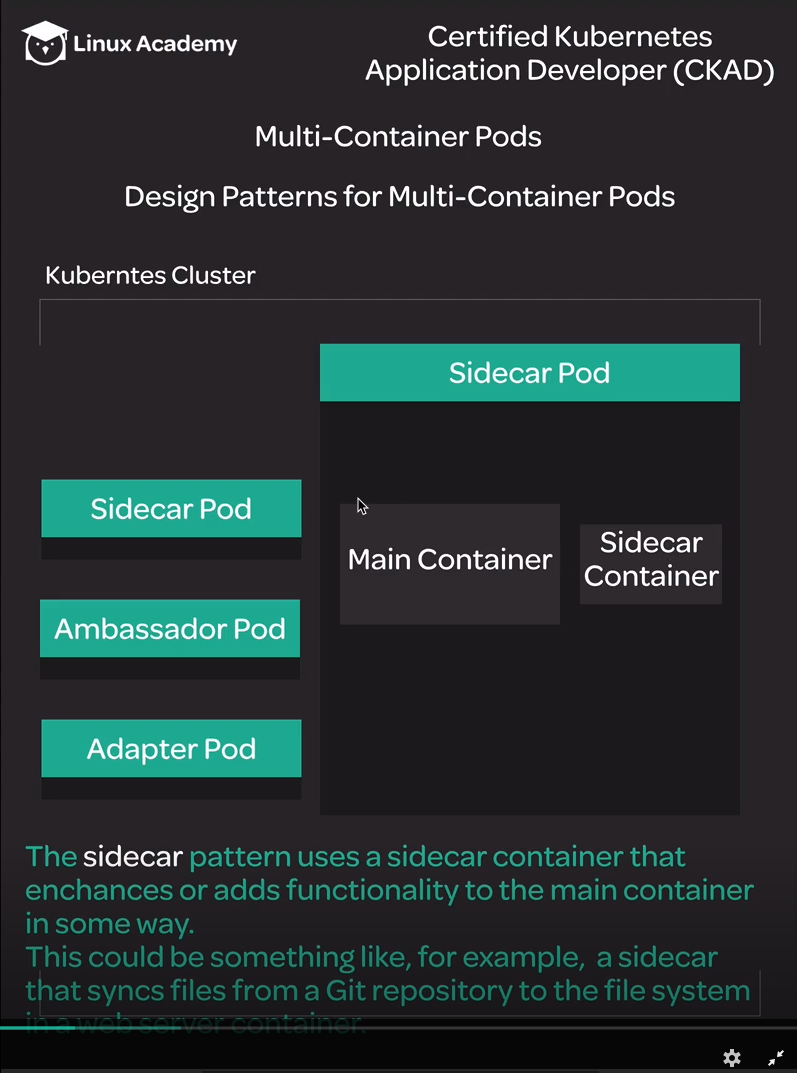 Linux Academy
Certified Kubernetes
Application Developer (CKAD)
Multi-Container Pods
Design Patterns for Multi-Container Pods
Kuberntes Cluster
Sidecar Pod
Sidecar Pod
Main Container
Sidecar
Container
Ambassador Pod
Adapter Pod
The sidecar pattern uses a sidecar container that
enchances or adds functionality to the main container
in some way.
This could be something like, for example, a sidecar
that syncs files from a Git repository to the file system
in a web server container.